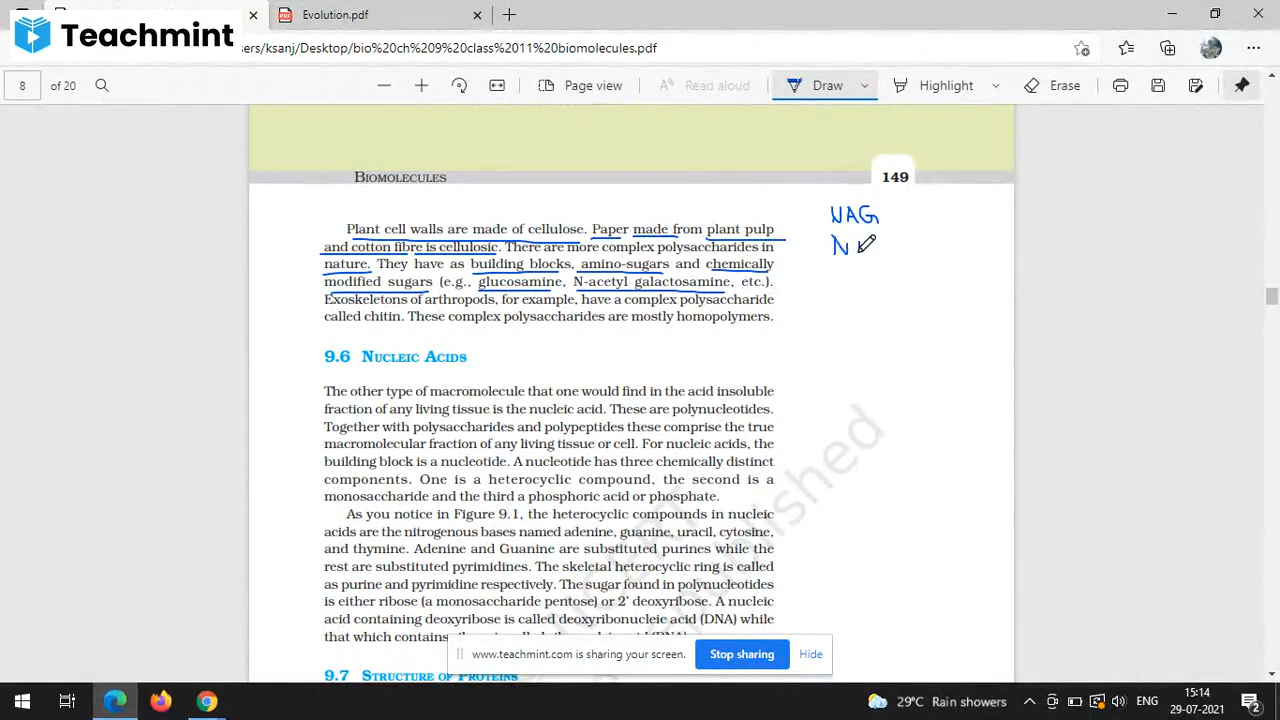 Evolution.pdf
Teachmint
ers/ksanj/Desktop/bio%20ch%209%20class%2011%20biomolecules.pdf
8 of 20
Page view
Read aloud
Draw
Highlight
Erase
BIOMOLECULES
149
Plant cell walls are made of cellulose. Paper made from plant pulp
and cotton fibre is cellulosic. There are more complex polysaccharides in
nature. They have as building blocks, amino-sugars and chemically
modified sugars (e.g., glucosamine, N-acetyl galactosamine, etc.).
Exoskeletons of arthropods, for example, have a complex polysaccharide
called chitin. These complex polysaccharides are mostly homopolymers.
NAG
N
9.6 NUCLEIC ACIDS
The other type of macromolecule that one would find in the acid insoluble
fraction of any living tissue is the nucleic acid. These are polynucleotides.
Together with polysaccharides and polypeptides these comprise the true
macromolecular fraction of any living tissue or cell. For nucleic acids, the
building block is a nucleotide. A nucleotide has three chemically distinct
components. One is a heterocyclic compound, the second is a
monosaccharide and the third a phosphoric acid or phosphate.
As you notice in Figure 9.1, the heterocyclic compounds in nucleic
acids are the nitrogenous bases named adenine, guanine, uracil, cytosine,
and thymine. Adenine and Guanine are substituted purines while the
rest are substituted pyrimidines. The skeletal heterocyclic ring is called
as purine and pyrimidine respectively. The sugar found in polynucleotides
is either ribose (a monosaccharide pentose) or 2' deoxyribose. A nucleic
acid containing deoxyribose is called deoxyribonucleic acid (DNA) while
that which contains
www.teachmint.com is sharing your screen.
Stop sharing
Hide
9.7 STRUCTURE OF PROTEINS
29°C Rain showers
ENG
15:14
29-07-2021
2